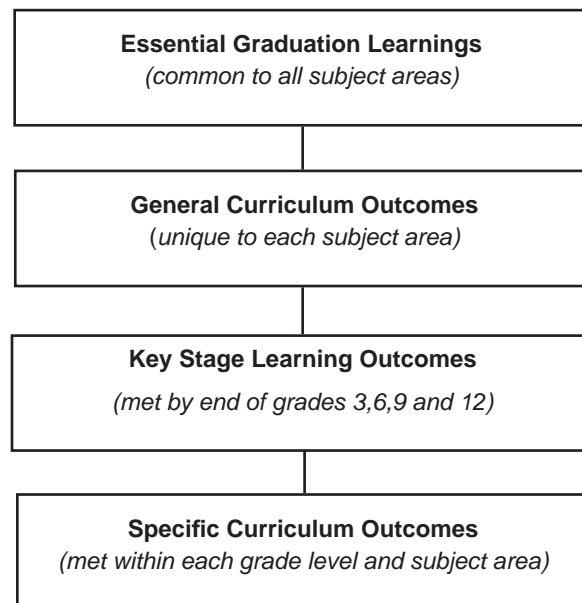 Essential Graduation Learnings
(common to all subject areas)
General Curriculum Outcomes
(unique to each subject area)
Key Stage Learning Outcomes
(met by end of grades 3,6,9 and 12)
Specific Curriculum Outcomes
(met within each grade level and subject area)